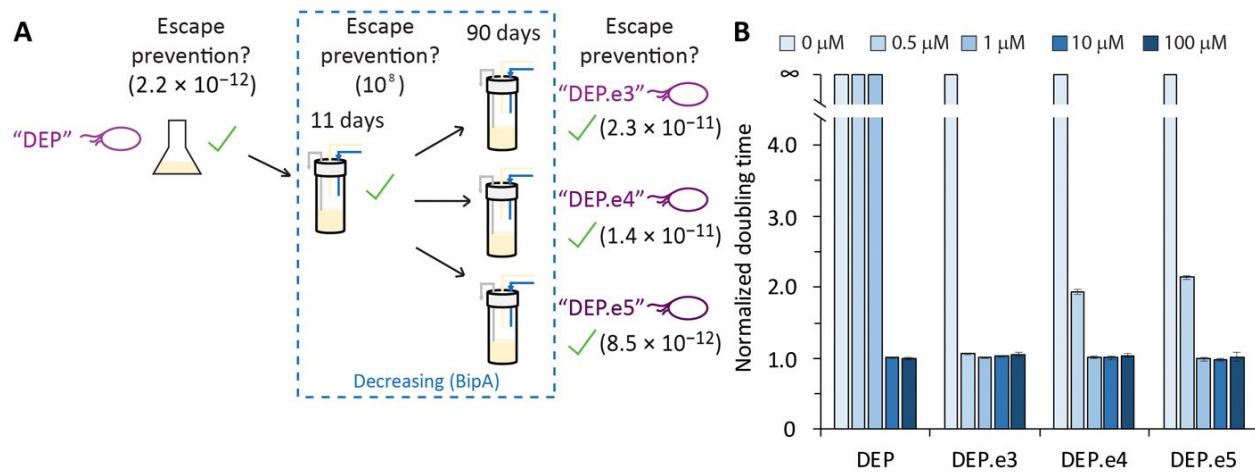 A
Escape
prevention?
(2.2 × 10⁻¹²)
"DEP"
Escape
prevention?
(10⁸)
11 days
90 days
Decreasing (BipA)
Escape
prevention?
"DEP.e3"
(2.3 × 10⁻¹¹)
"DEP.e4"
(1.4 × 10⁻¹¹)
"DEP.e5"
(8.5 × 10⁻¹²)
B
0 µM 0.5 µM 1 µM 10 µM 100 µM
Normalized doubling time
∞
4.0
3.0
2.0
1.0
0
DEP DEP.e3 DEP.e4 DEP.e5